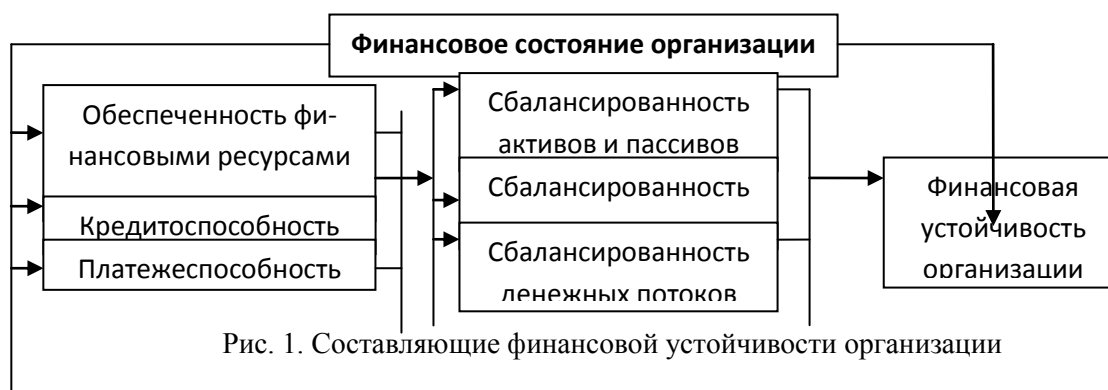 Финансовое состояние организации
Обеспеченность фи-
нансовыми ресурсами
Кредитоспособность
Платежеспособность
Сбалансированность
активов и пассивов
Сбалансированность
Сбалансированность
денежных потоков
Финансовая
устойчивость
организации
Рис. 1. Составляющие финансовой устойчивости организации